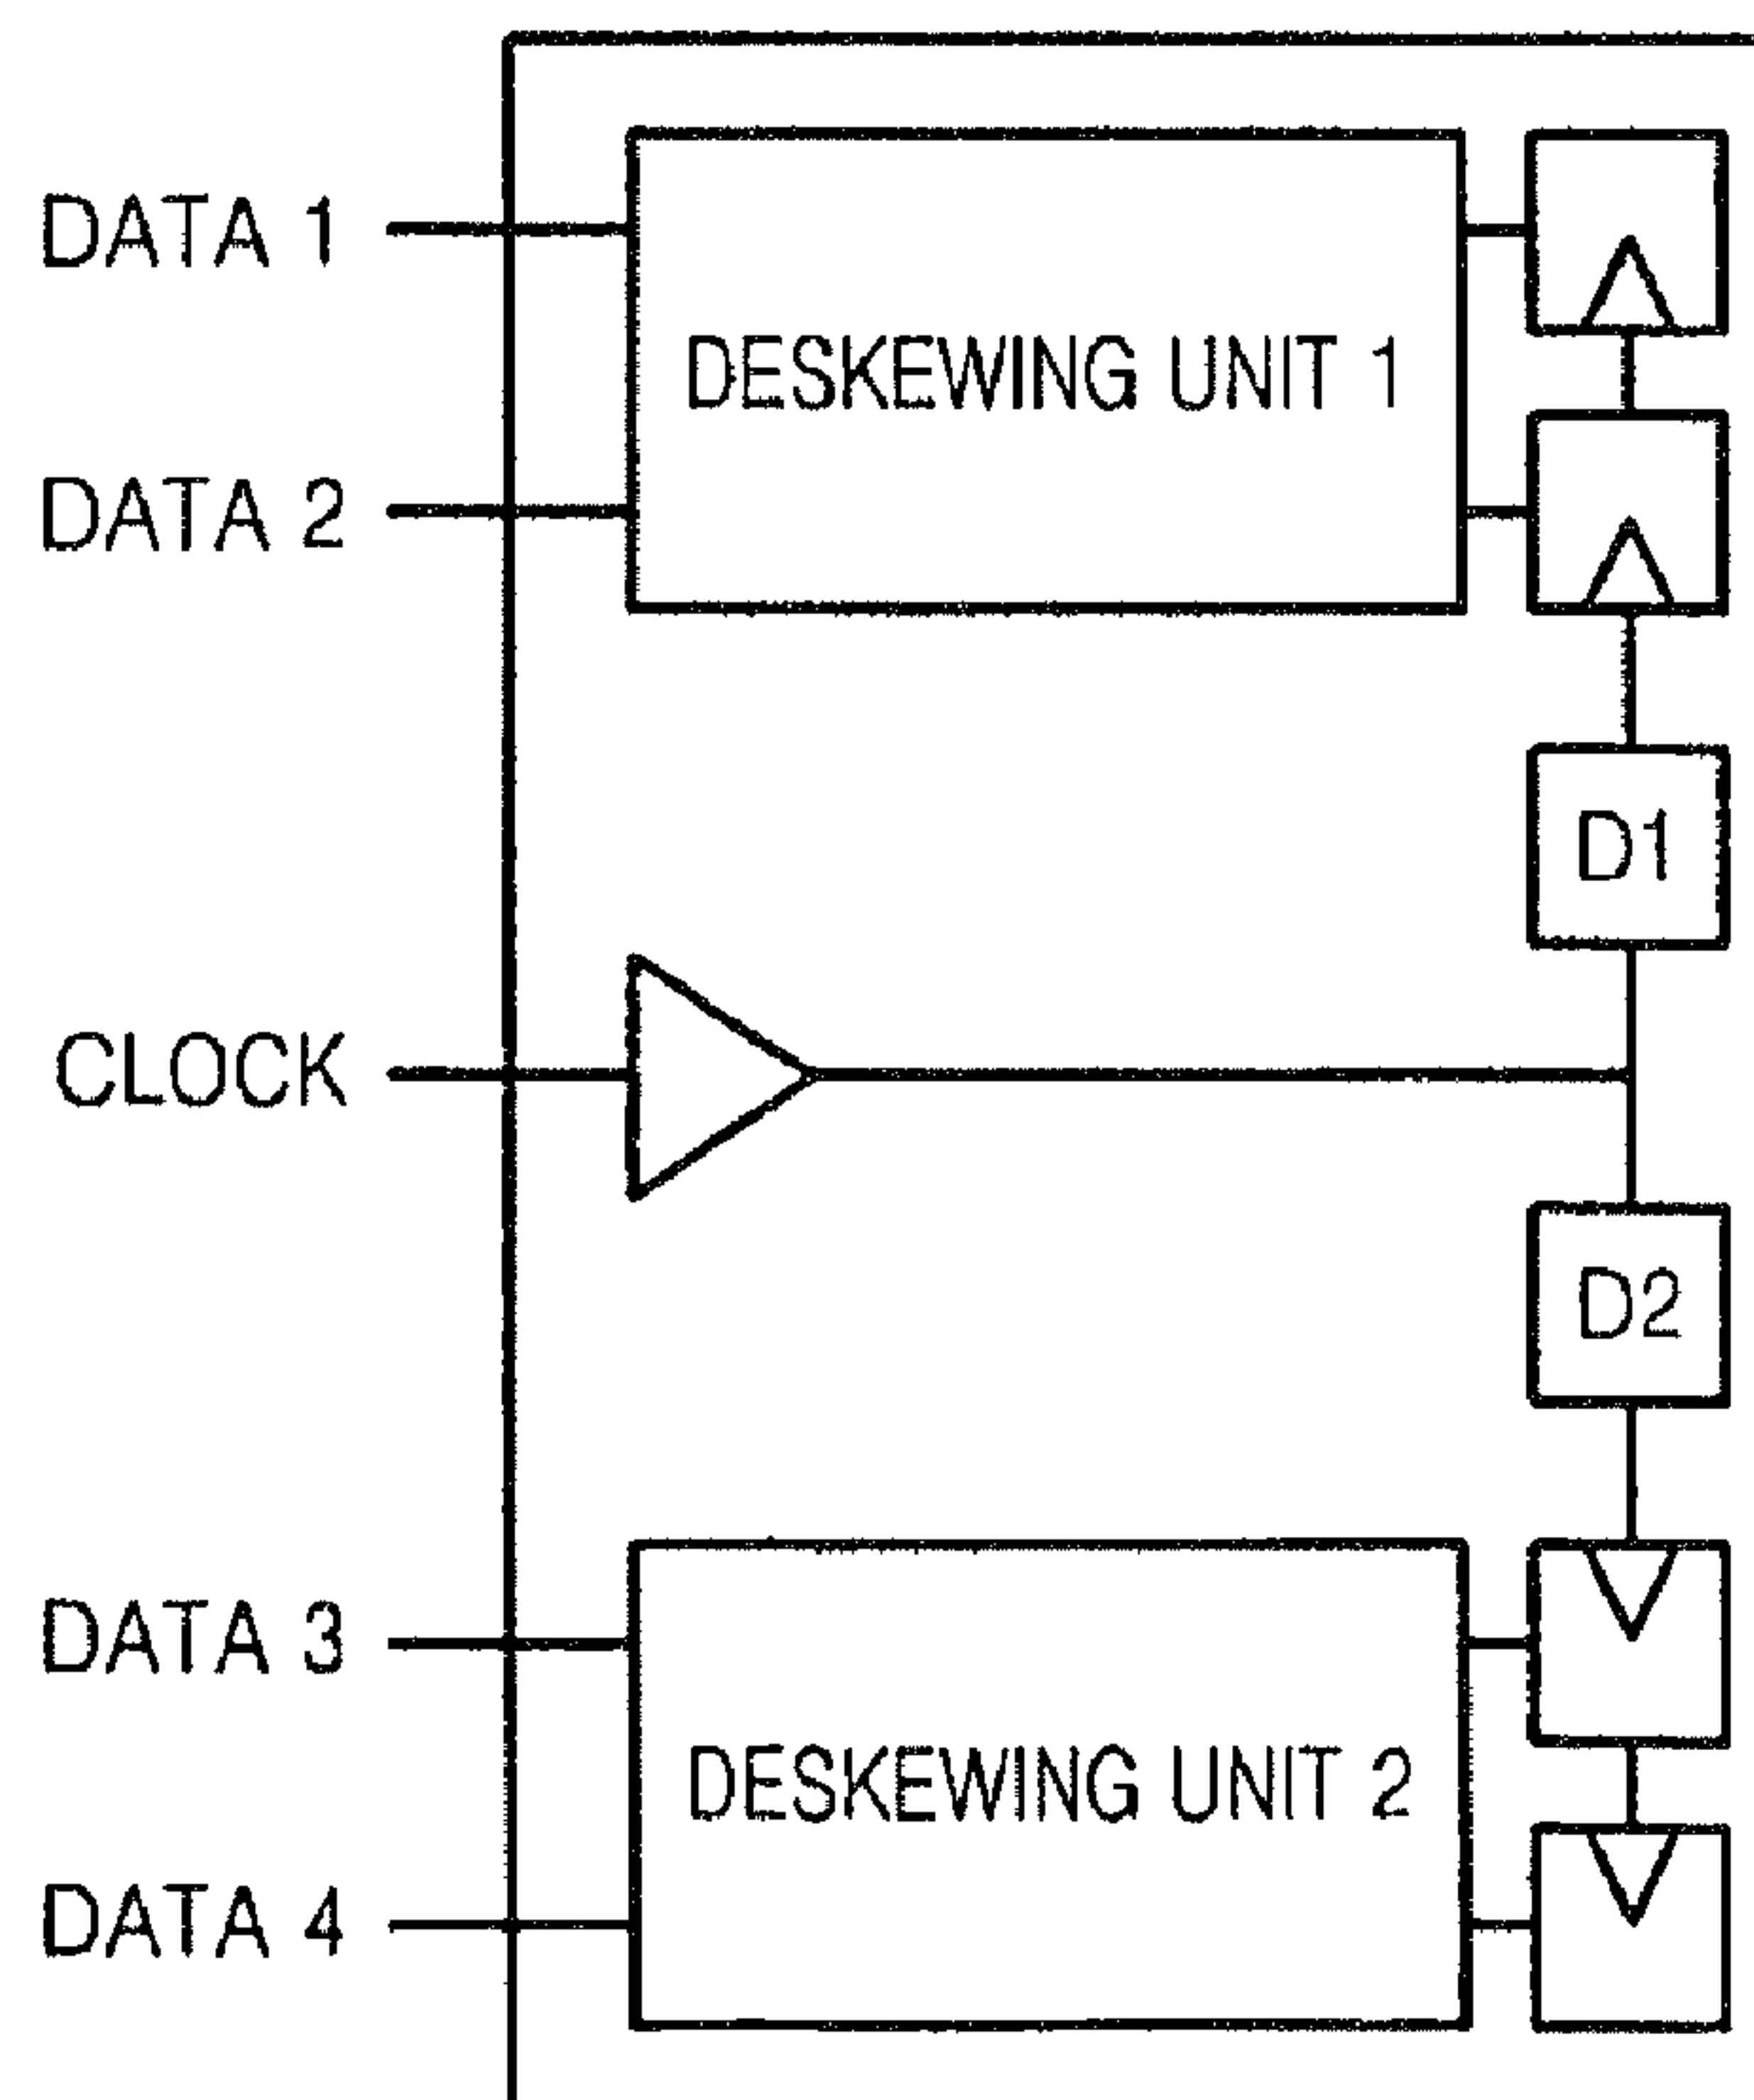 DATA 1
DESKEWING UNIT 1
DATA 2
D1
CLOCK
D2
DATA 3
DESKEWING UNIT 2
DATA 4